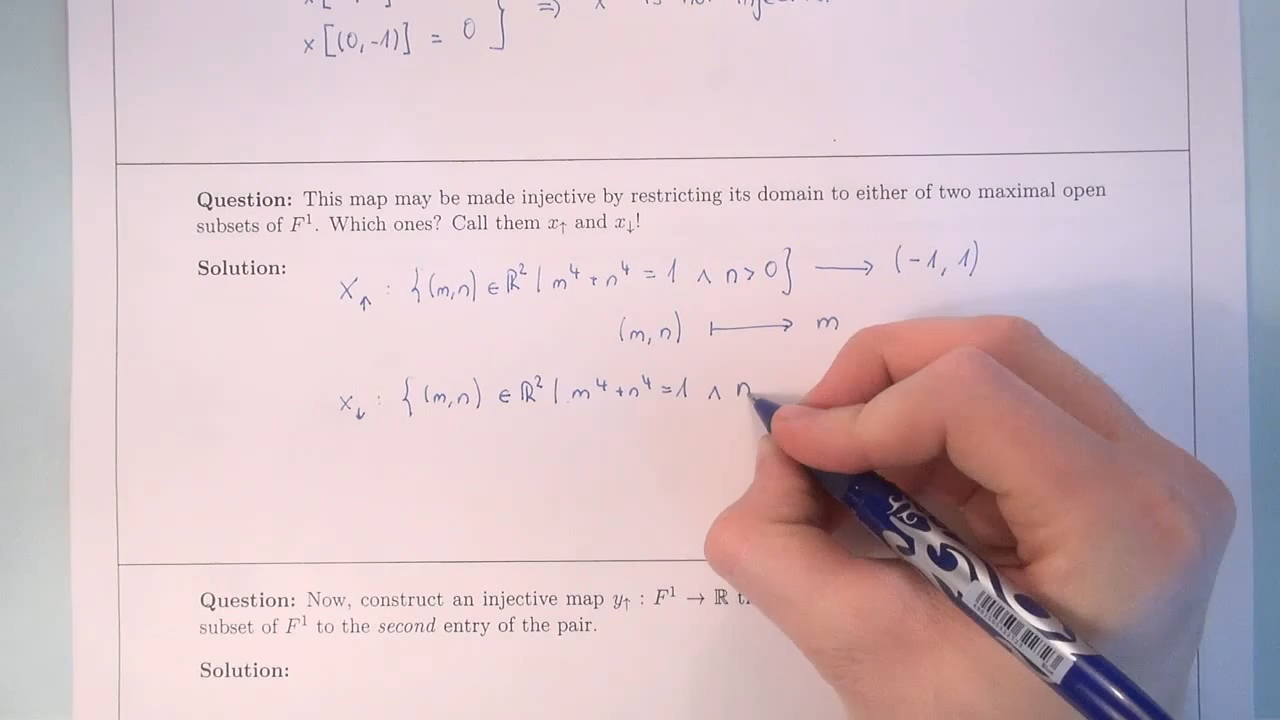 x[(0,-1)] = 0 } ⇒ x is not injective
Question: This map may be made injective by restricting its domain to either of two maximal open
subsets of F¹. Which ones? Call them x↑ and x↓!
Solution:
x↑ : {(m,n) ∈ ℝ² | m⁴ + n⁴ = 1 ∧ n > 0} ⟶ (-1, 1)
(m, n) ⟼ m
x↓ : {(m,n) ∈ ℝ² | m⁴ + n⁴ = 1 ∧ n
Question: Now, construct an injective map y↑ : F¹ → ℝ
subset of F¹ to the second entry of the pair.
Solution: